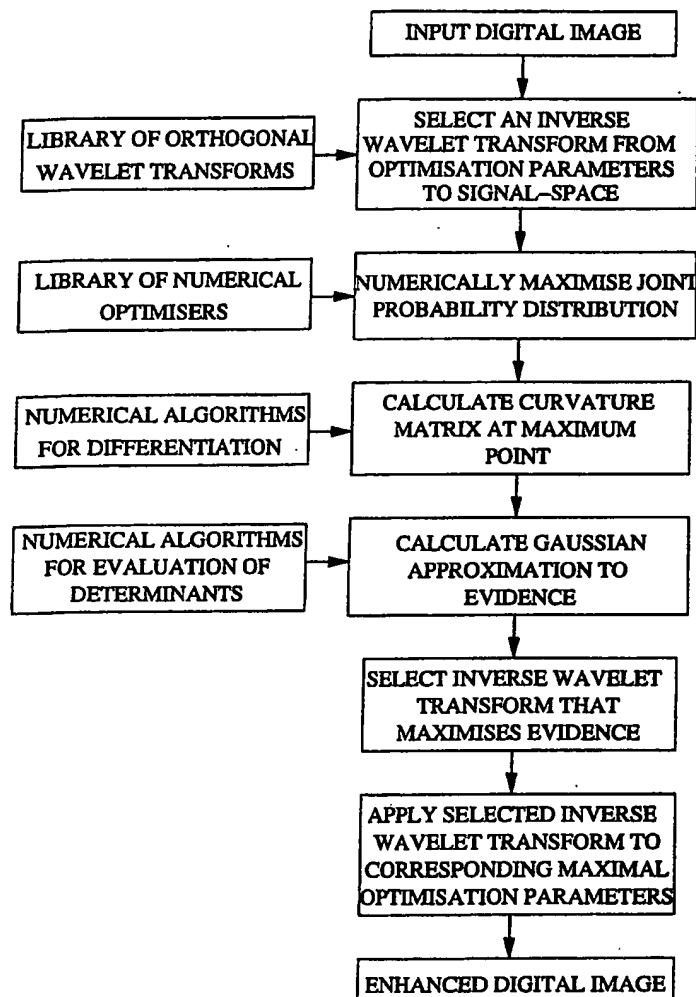 INPUT DIGITAL IMAGE
LIBRARY OF ORTHOGONAL
WAVELET TRANSFORMS
SELECT AN INVERSE
WAVELET TRANSFORM FROM
OPTIMISATION PARAMETERS
TO SIGNAL-SPACE
LIBRARY OF NUMERICAL
OPTIMISERS
NUMERICALLY MAXIMISE JOINT
PROBABILITY DISTRIBUTION
NUMERICAL ALGORITHMS
FOR DIFFERENTIATION
CALCULATE CURVATURE
MATRIX AT MAXIMUM
POINT
NUMERICAL ALGORITHMS
FOR EVALUATION OF
DETERMINANTS
CALCULATE GAUSSIAN
APPROXIMATION TO
EVIDENCE
SELECT INVERSE WAVELET
TRANSFORM THAT
MAXIMISES EVIDENCE
APPLY SELECTED INVERSE
WAVELET TRANSFORM TO
CORRESPONDING MAXIMAL
OPTIMISATION PARAMETERS
ENHANCED DIGITAL IMAGE